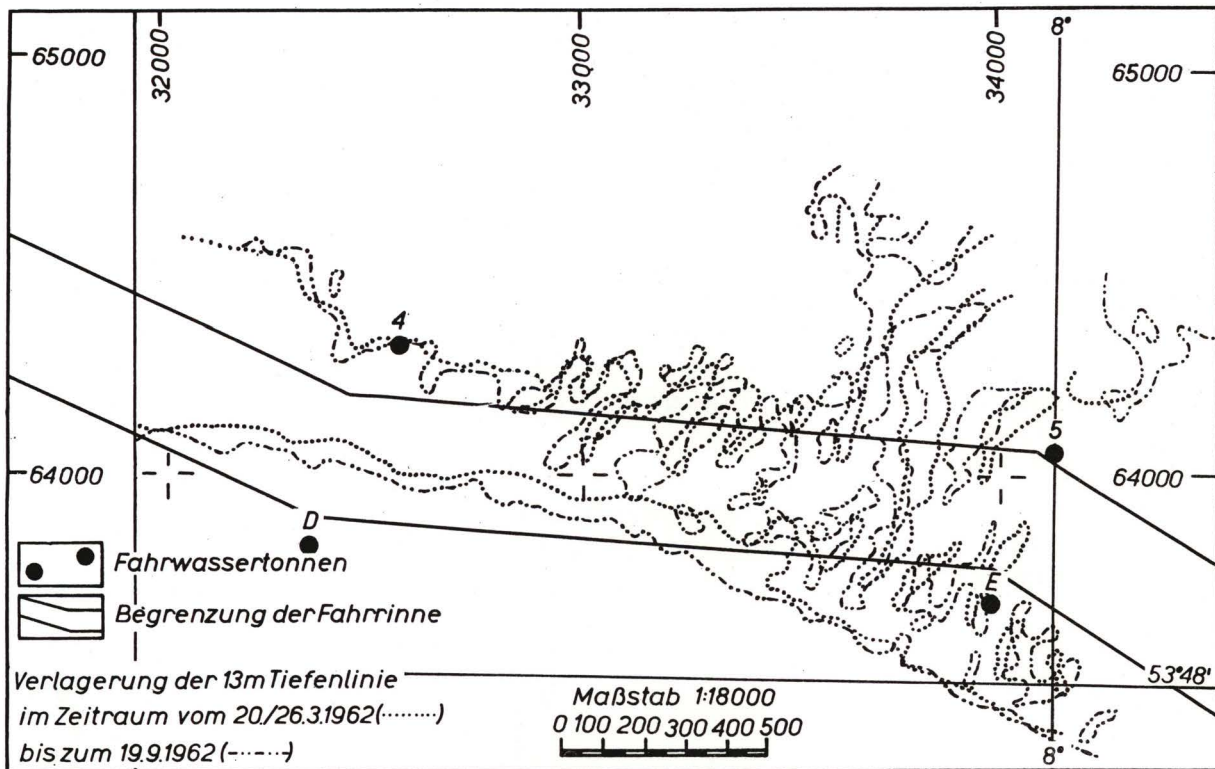 65000
32000
33000
34000
8°
65000
4
5
64000
64000
D
E
Fahrwassertonnen
Begrenzung der Fahrrinne
53°48'
Verlagerung der 13m Tiefenlinie
im Zeitraum vom 20./26.3.1962 (........)
bis zum 19.9.1962 (-··-··-)
Maßstab 1:18000
0 100 200 300 400 500
8°